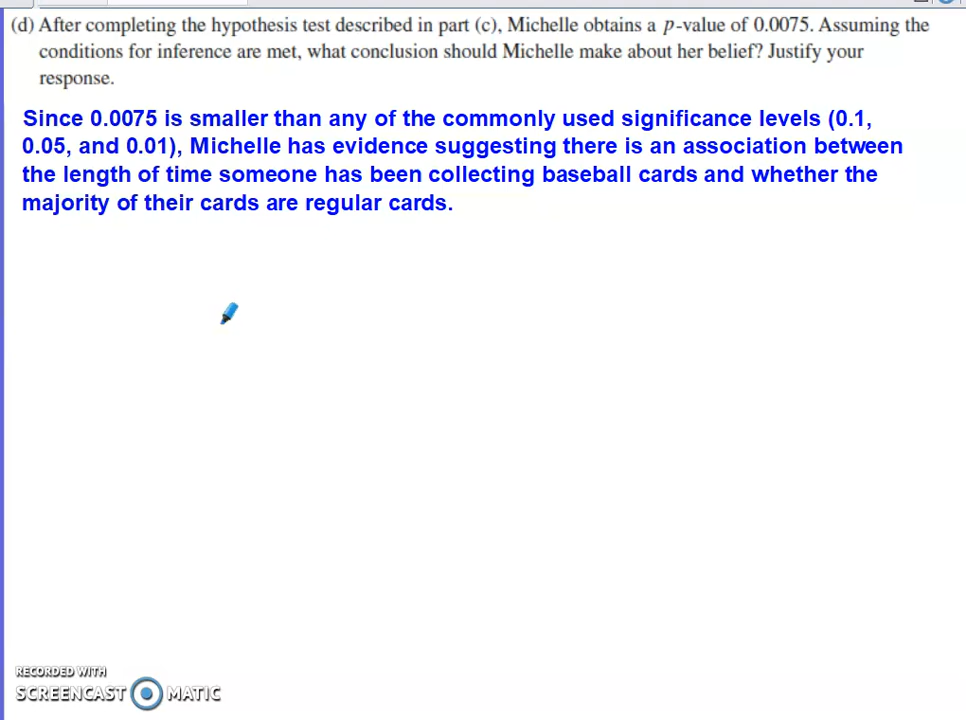 (d) After completing the hypothesis test described in part (c), Michelle obtains a p-value of 0.0075. Assuming the
conditions for inference are met, what conclusion should Michelle make about her belief? Justify your
response.
Since 0.0075 is smaller than any of the commonly used significance levels (0.1,
0.05, and 0.01), Michelle has evidence suggesting there is an association between
the length of time someone has been collecting baseball cards and whether the
majority of their cards are regular cards.
RECORDED WITH
SCREENCAST MATIC